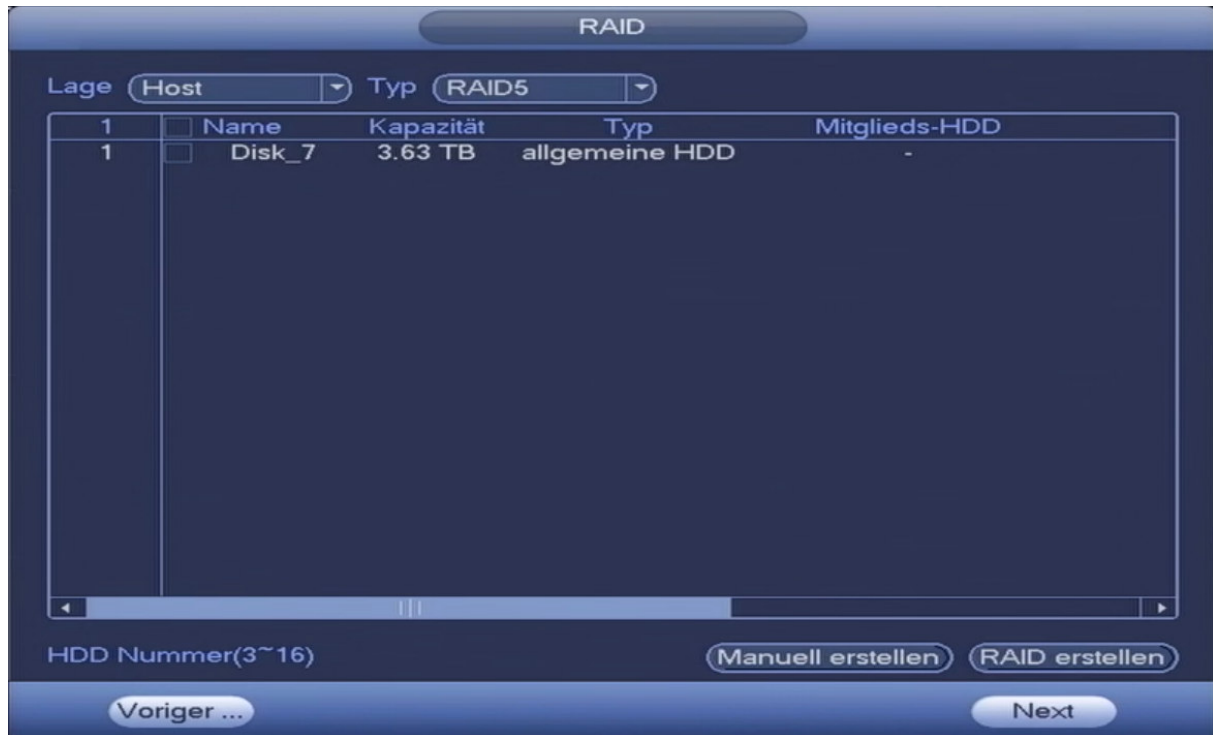 RAID
Lage Host Typ RAID5
1 Name Kapazität Typ Mitglieds-HDD
1 Disk_7 3.63 TB allgemeine HDD -
HDD Nummer(3~16) Manuell erstellen RAID erstellen
Voriger ... Next